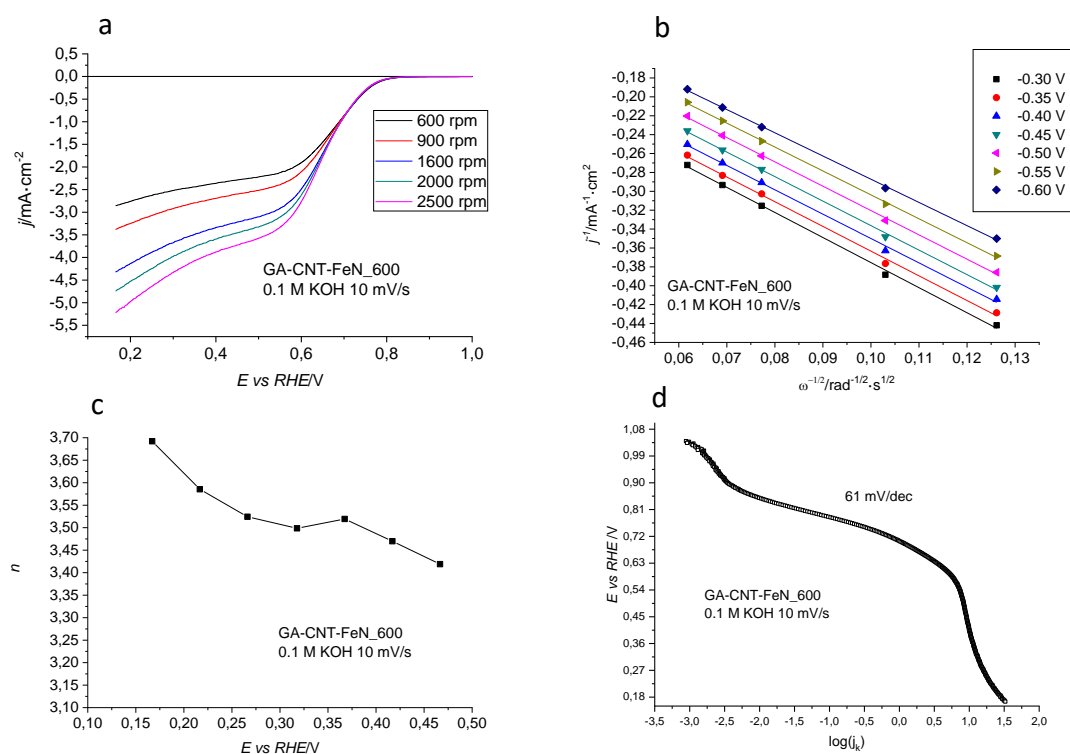 a
0,5
0,0
-0,5
-1,0
-1,5
-2,0
-2,5
-3,0
-3,5
-4,0
-4,5
-5,0
-5,5
j/mA·cm⁻²
0,2
0,4
0,6
0,8
1,0
E vs RHE/V
600 rpm
900 rpm
1600 rpm
2000 rpm
2500 rpm
GA-CNT-FeN_600
0.1 M KOH 10 mV/s
b
-0,18
-0,20
-0,22
-0,24
-0,26
-0,28
-0,30
-0,32
-0,34
-0,36
-0,38
-0,40
-0,42
-0,44
-0,46
j⁻¹/mA⁻¹·cm²
0,06
0,07
0,08
0,09
0,10
0,11
0,12
0,13
ω⁻¹/²/rad⁻¹/²·s¹/²
GA-CNT-FeN_600
0.1 M KOH 10 mV/s
-0.30 V
-0.35 V
-0.40 V
-0.45 V
-0.50 V
-0.55 V
-0.60 V
c
3,70
3,65
3,60
3,55
3,50
3,45
3,40
3,35
3,30
3,25
3,20
3,15
3,10
n
0,10
0,15
0,20
0,25
0,30
0,35
0,40
0,45
0,50
E vs RHE/V
GA-CNT-FeN_600
0.1 M KOH 10 mV/s
d
1,08
0,99
0,90
0,81
0,72
0,63
0,54
0,45
0,36
0,27
0,18
E vs RHE /V
61 mV/dec
GA-CNT-FeN_600
0.1 M KOH 10 mV/s
-3,5
-3,0
-2,5
-2,0
-1,5
-1,0
-0,5
0,0
0,5
1,0
1,5
2,0
log(jₖ)